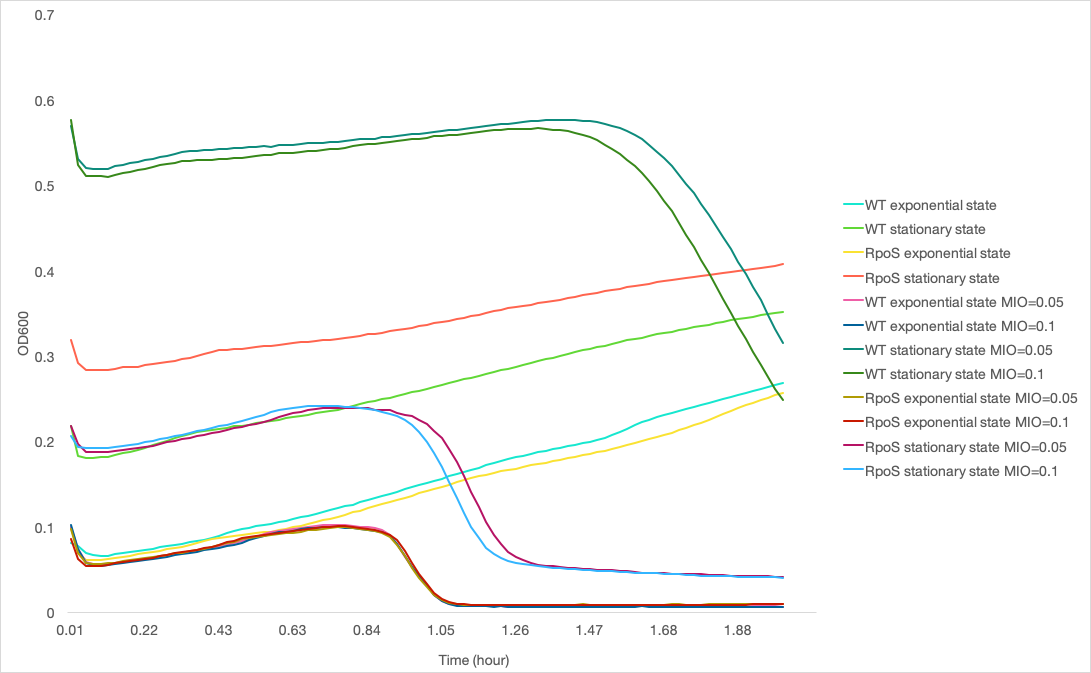 0.7
0.6
0.5
0.4
0.3
0.2
0.1
0
OD600
0.01 0.22 0.43 0.63 0.84 1.05 1.26 1.47 1.68 1.88
Time (hour)
WT exponential state
WT stationary state
RpoS exponential state
RpoS stationary state
WT exponential state MIO=0.05
WT exponential state MIO=0.1
WT stationary state MIO=0.05
WT stationary state MIO=0.1
RpoS exponential state MIO=0.05
RpoS exponential state MIO=0.1
RpoS stationary state MIO=0.05
RpoS stationary state MIO=0.1